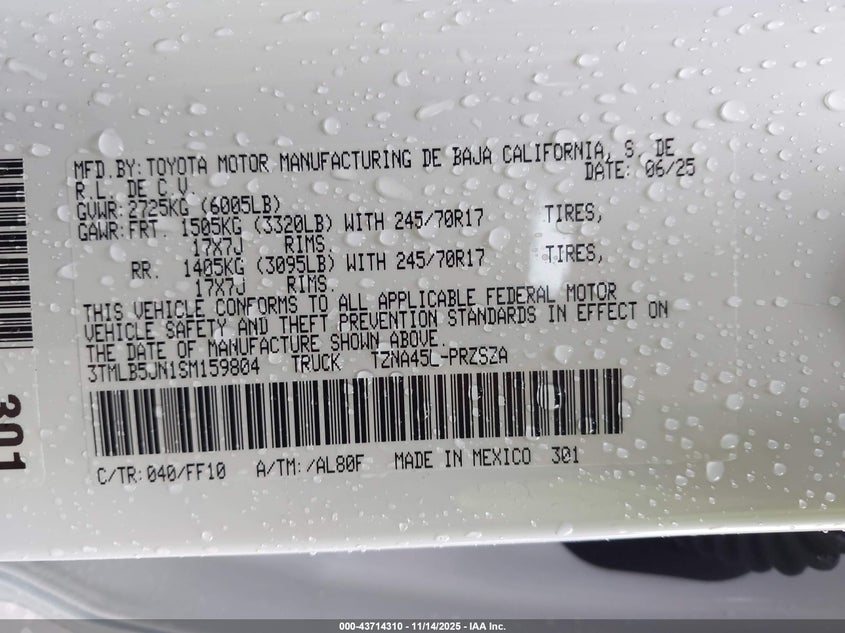 MFD.BY:TOYOTA MOTOR MANUFACTURING DE BAJA CALIFORNIA, S. DE
R.L. DE C.V. DATE: 06/25
GVWR:2725KG (6005LB)
GAWR:FRT. 1505KG (3320LB) WITH 245/70R17 TIRES,
17X7J RIMS.
RR. 1405KG (3095LB) WITH 245/70R17 TIRES,
17X7J RIMS.
THIS VEHICLE CONFORMS TO ALL APPLICABLE FEDERAL MOTOR
VEHICLE SAFETY AND THEFT PREVENTION STANDARDS IN EFFECT ON
THE DATE OF MANUFACTURE SHOWN ABOVE.
3TMLB5JN1SM159804 TRUCK TZNA45L-PRZSZA
C/TR:040/FF10 A/TM:/AL80F MADE IN MEXICO 301
301
000-43714310 - 11/14/2025 - IAA Inc.